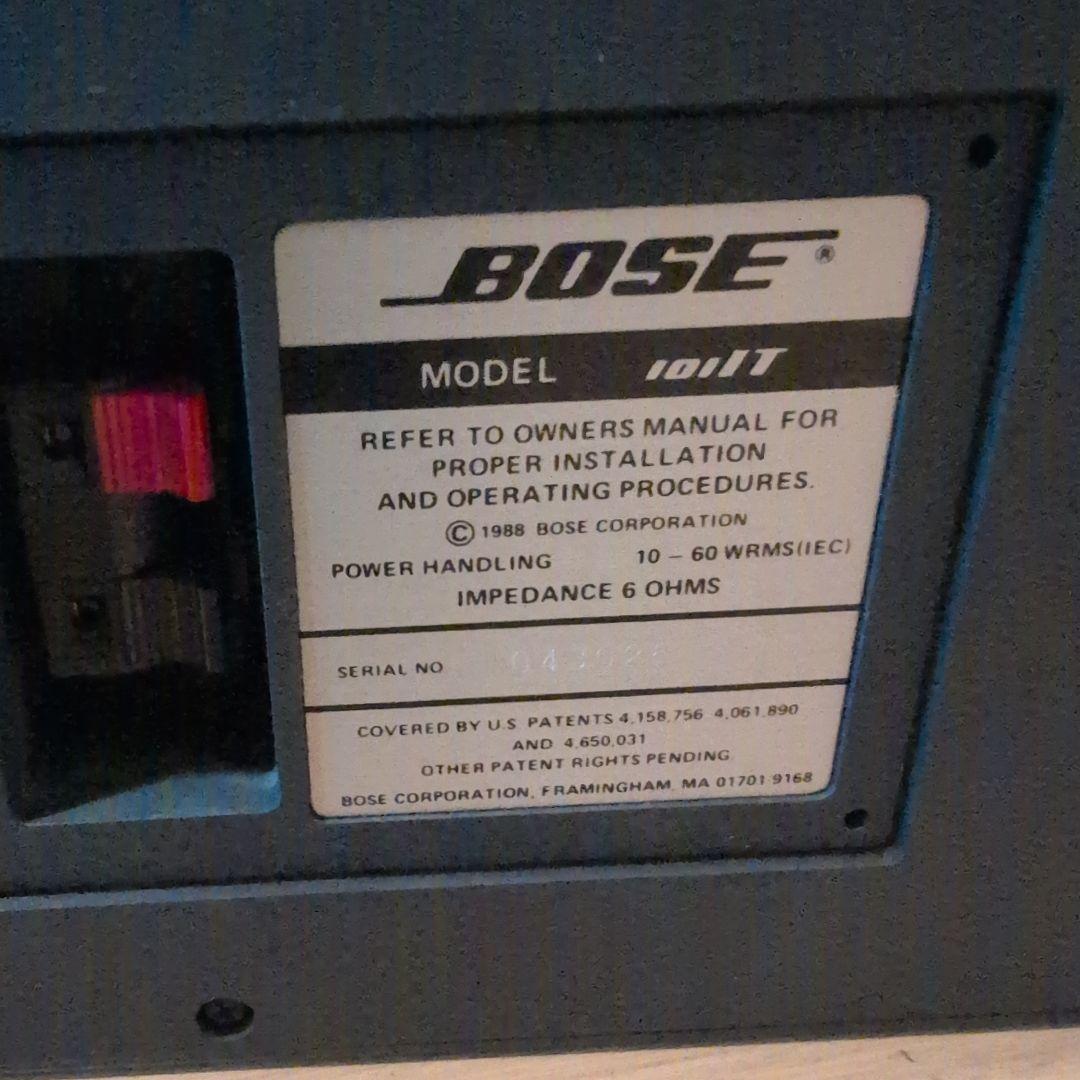 BOSE®
MODEL 101IT
REFER TO OWNERS MANUAL FOR
PROPER INSTALLATION
AND OPERATING PROCEDURES.
© 1988 BOSE CORPORATION
POWER HANDLING 10 – 60 WRMS(IEC)
IMPEDANCE 6 OHMS
SERIAL NO
COVERED BY U.S. PATENTS 4,158,756 4,061,890
AND 4,650,031
OTHER PATENT RIGHTS PENDING
BOSE CORPORATION, FRAMINGHAM, MA 01701-9168